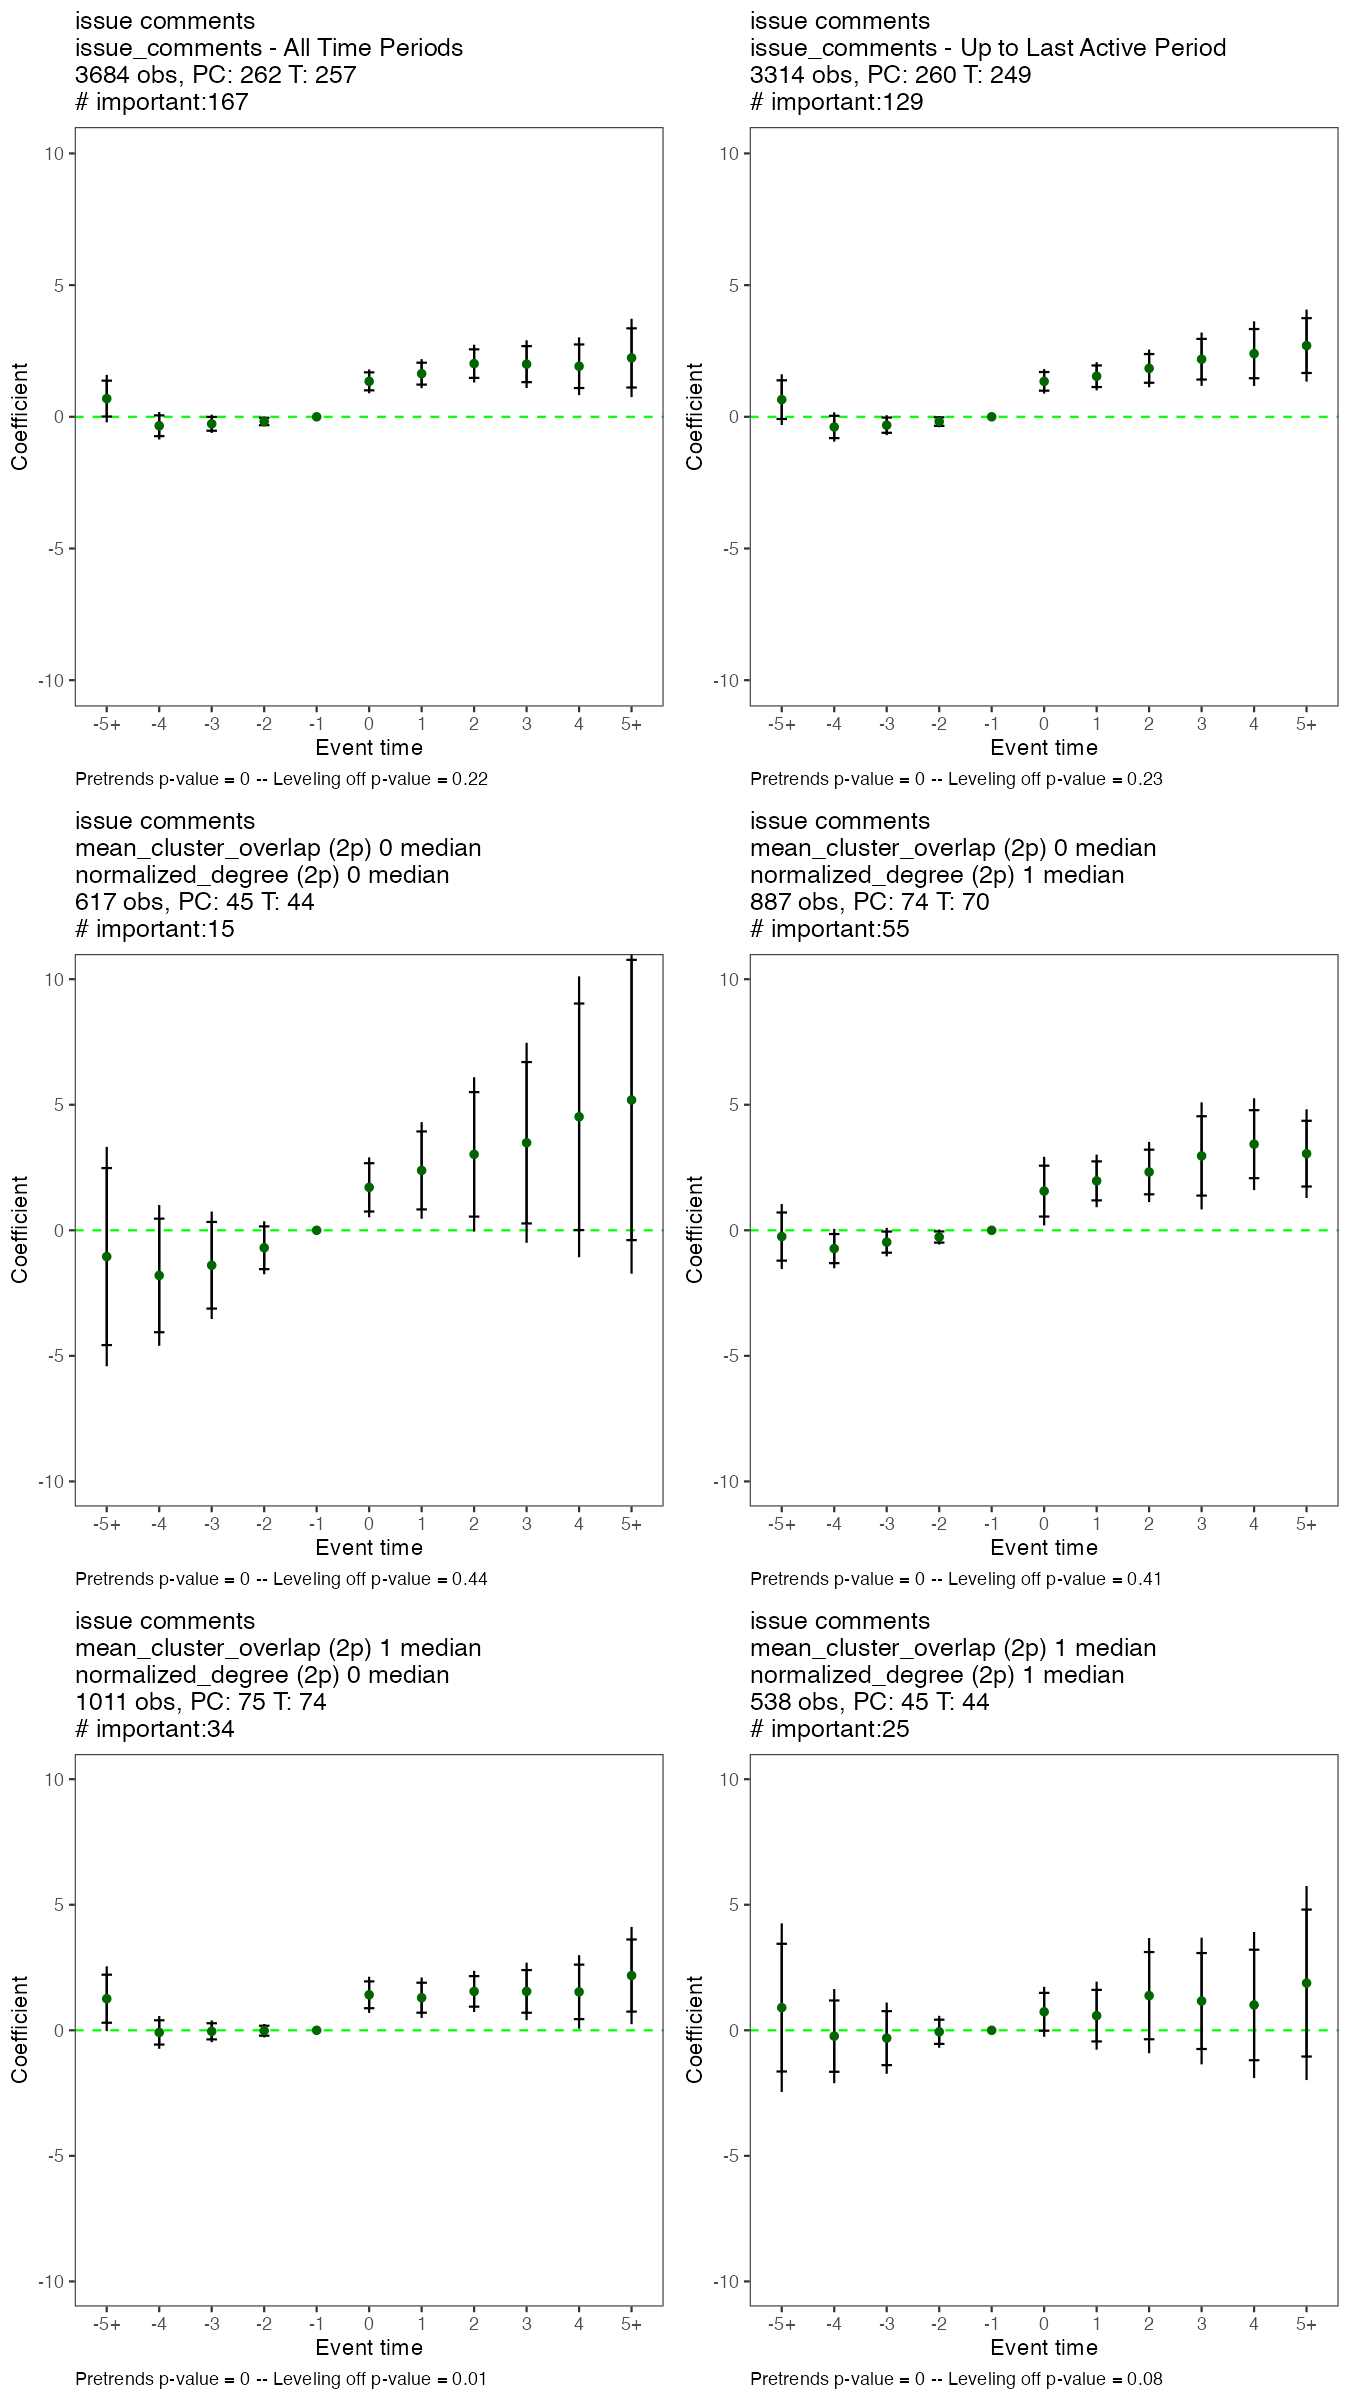 issue comments
issue_comments - All Time Periods
3684 obs, PC: 262 T: 257
# important:167
10
5
0
-5
-10
Coefficient
-5+ -4 -3 -2 -1 0 1 2 3 4 5+
Event time
Pretrends p-value = 0 -- Leveling off p-value = 0.22
issue comments
issue_comments - Up to Last Active Period
3314 obs, PC: 260 T: 249
# important:129
10
5
0
-5
-10
Coefficient
-5+ -4 -3 -2 -1 0 1 2 3 4 5+
Event time
Pretrends p-value = 0 -- Leveling off p-value = 0.23
issue comments
mean_cluster_overlap (2p) 0 median
normalized_degree (2p) 0 median
617 obs, PC: 45 T: 44
# important:15
10
5
0
-5
-10
Coefficient
-5+ -4 -3 -2 -1 0 1 2 3 4 5+
Event time
Pretrends p-value = 0 -- Leveling off p-value = 0.44
issue comments
mean_cluster_overlap (2p) 0 median
normalized_degree (2p) 1 median
887 obs, PC: 74 T: 70
# important:55
10
5
0
-5
-10
Coefficient
-5+ -4 -3 -2 -1 0 1 2 3 4 5+
Event time
Pretrends p-value = 0 -- Leveling off p-value = 0.41
issue comments
mean_cluster_overlap (2p) 1 median
normalized_degree (2p) 0 median
1011 obs, PC: 75 T: 74
# important:34
10
5
0
-5
-10
Coefficient
-5+ -4 -3 -2 -1 0 1 2 3 4 5+
Event time
Pretrends p-value = 0 -- Leveling off p-value = 0.01
issue comments
mean_cluster_overlap (2p) 1 median
normalized_degree (2p) 1 median
538 obs, PC: 45 T: 44
# important:25
10
5
0
-5
-10
Coefficient
-5+ -4 -3 -2 -1 0 1 2 3 4 5+
Event time
Pretrends p-value = 0 -- Leveling off p-value = 0.08